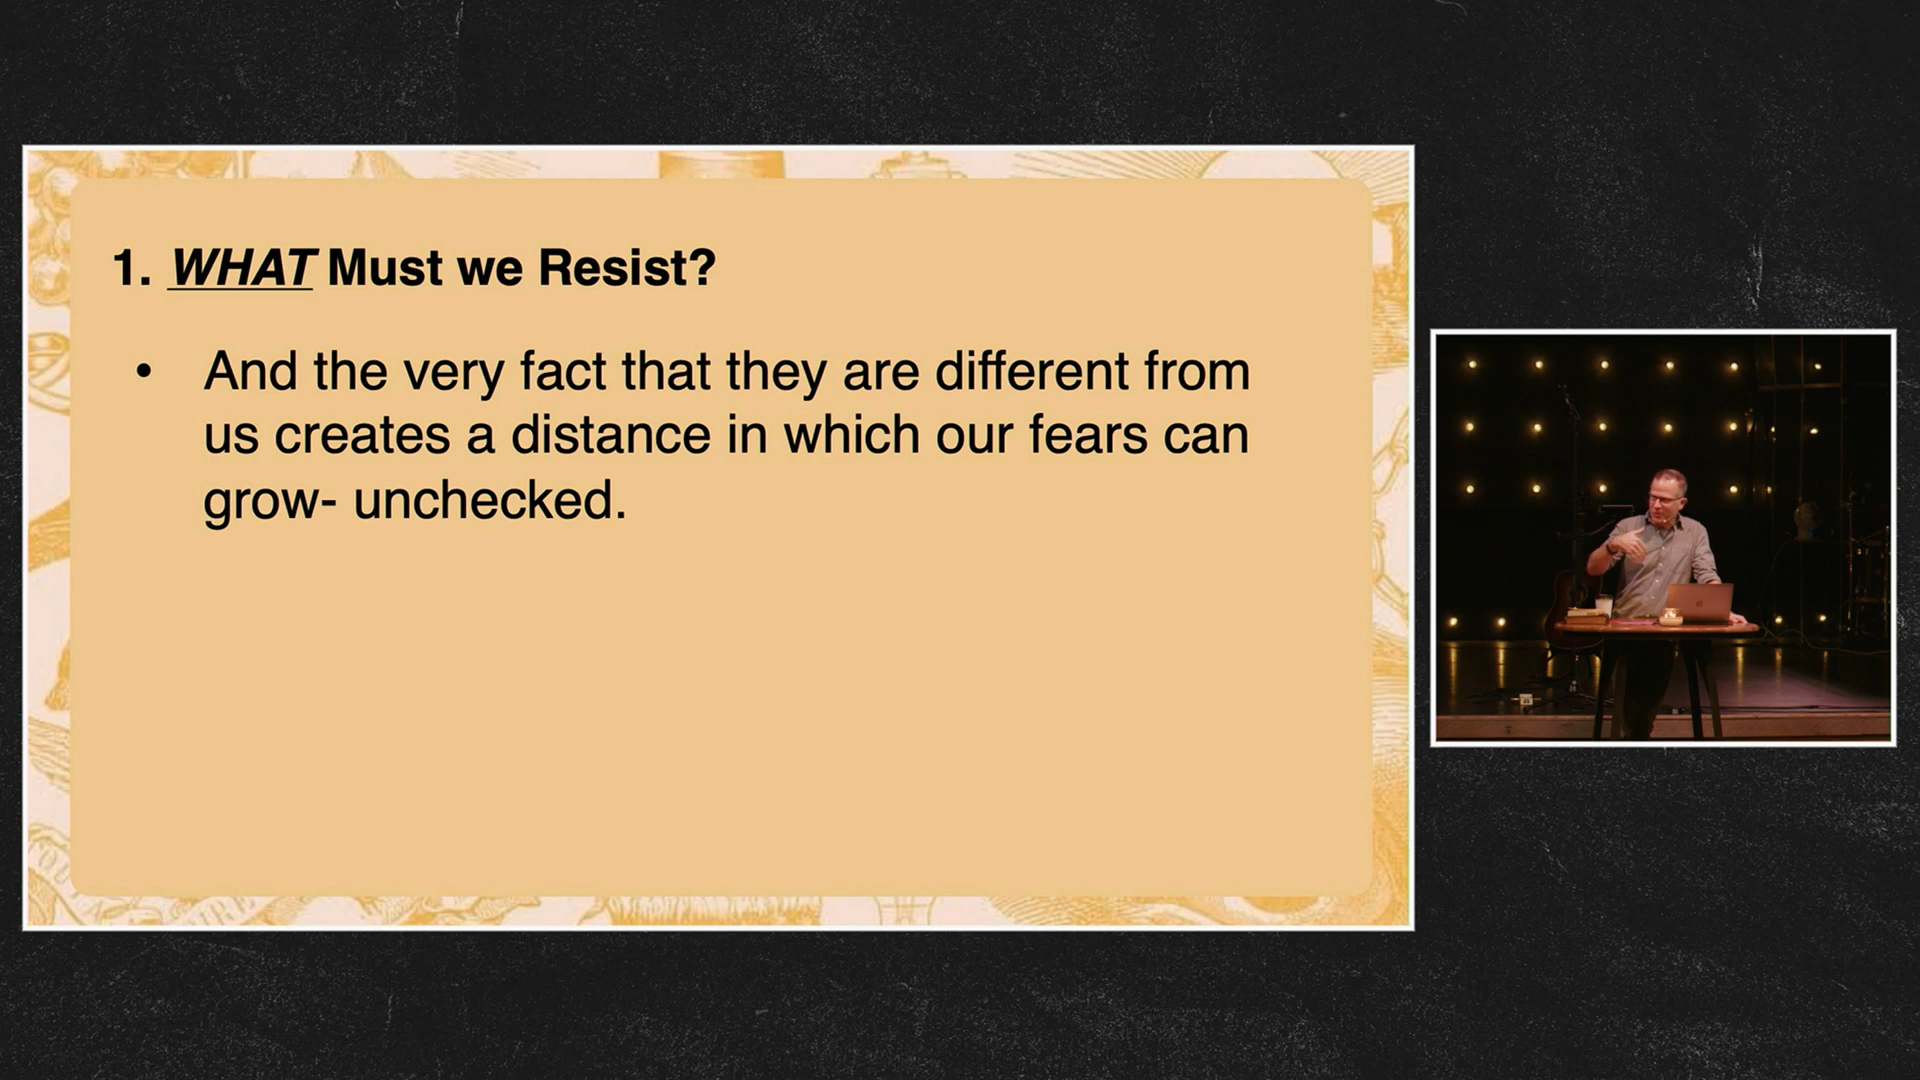 1. WHAT Must we Resist?
• And the very fact that they are different from
us creates a distance in which our fears can
grow- unchecked.